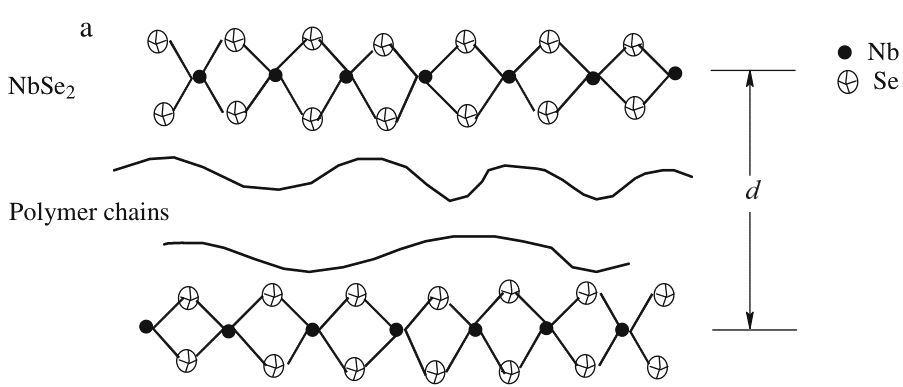 a
NbSe₂
Nb
Se
d
Polymer chains